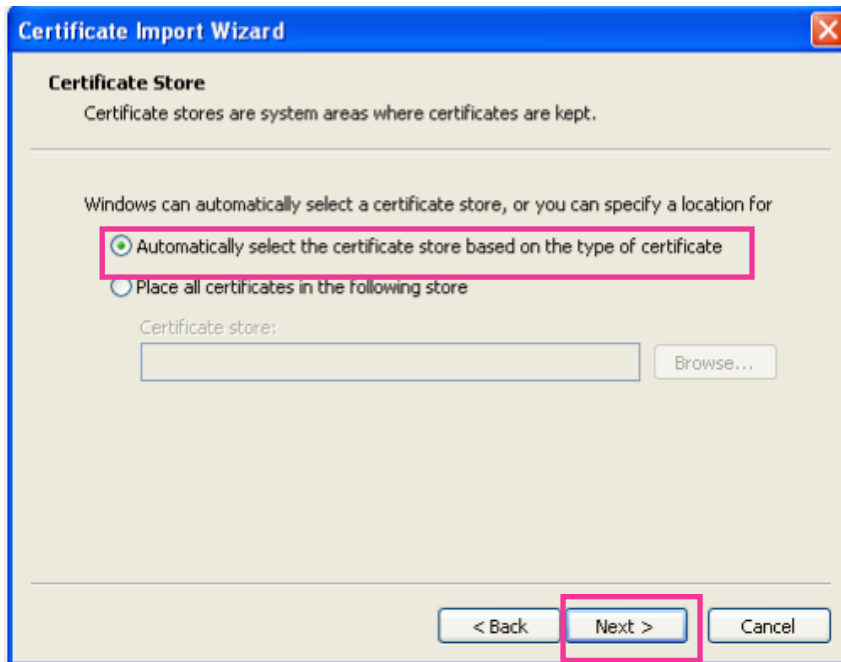 Certificate Import Wizard
Certificate Store
Certificate stores are system areas where certificates are kept.
Windows can automatically select a certificate store, or you can specify a location for
Automatically select the certificate store based on the type of certificate
Place all certificates in the following store
Certificate store:
Browse...
< Back
Next >
Cancel